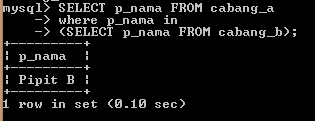 mysql> SELECT p_nama FROM cabang_a
    -> where p_nama in
    -> (SELECT p_nama FROM cabang_b);
+---------+
| p_nama  |
+---------+
| Pipit B |
+---------+
1 row in set (0.10 sec)